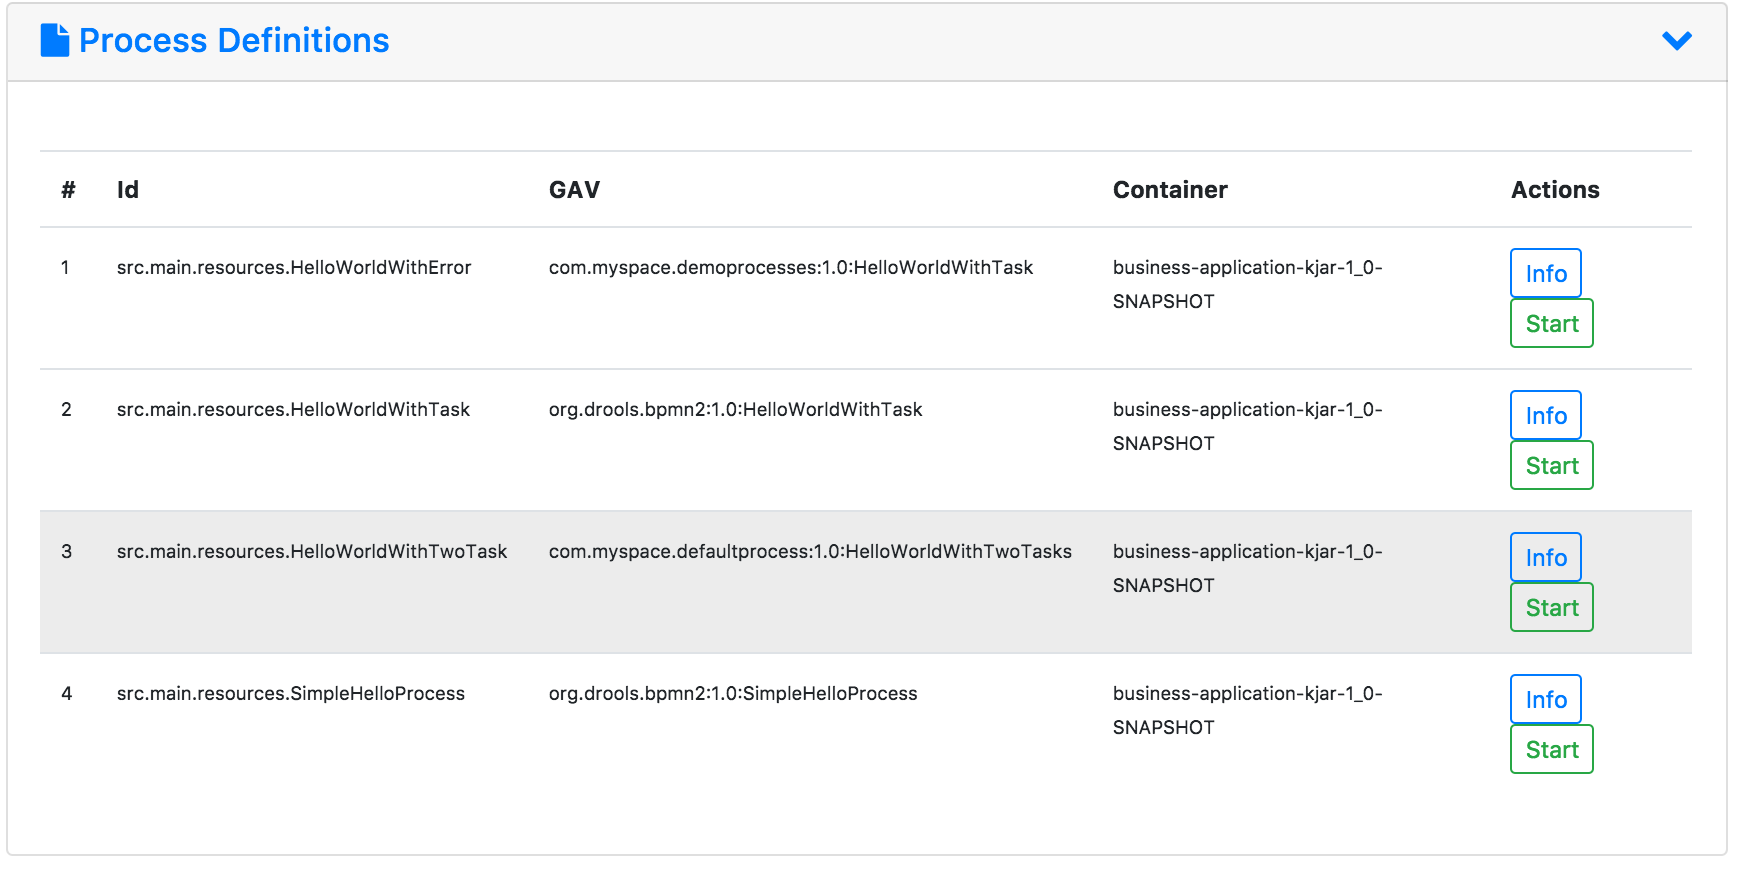 Process Definitions
# Id GAV Container Actions
1 src.main.resources.HelloWorldWithError com.myspace.demoprocesses:1.0:HelloWorldWithTask business-application-kjar-1_0- Info
SNAPSHOT
Start
2 src.main.resources.HelloWorldWithTask org.drools.bpmn2:1.0:HelloWorldWithTask business-application-kjar-1_0- Info
SNAPSHOT
Start
3 src.main.resources.HelloWorldWithTwoTask com.myspace.defaultprocess:1.0:HelloWorldWithTwoTasks business-application-kjar-1_0- Info
SNAPSHOT
Start
4 src.main.resources.SimpleHelloProcess org.drools.bpmn2:1.0:SimpleHelloProcess business-application-kjar-1_0- Info
SNAPSHOT
Start